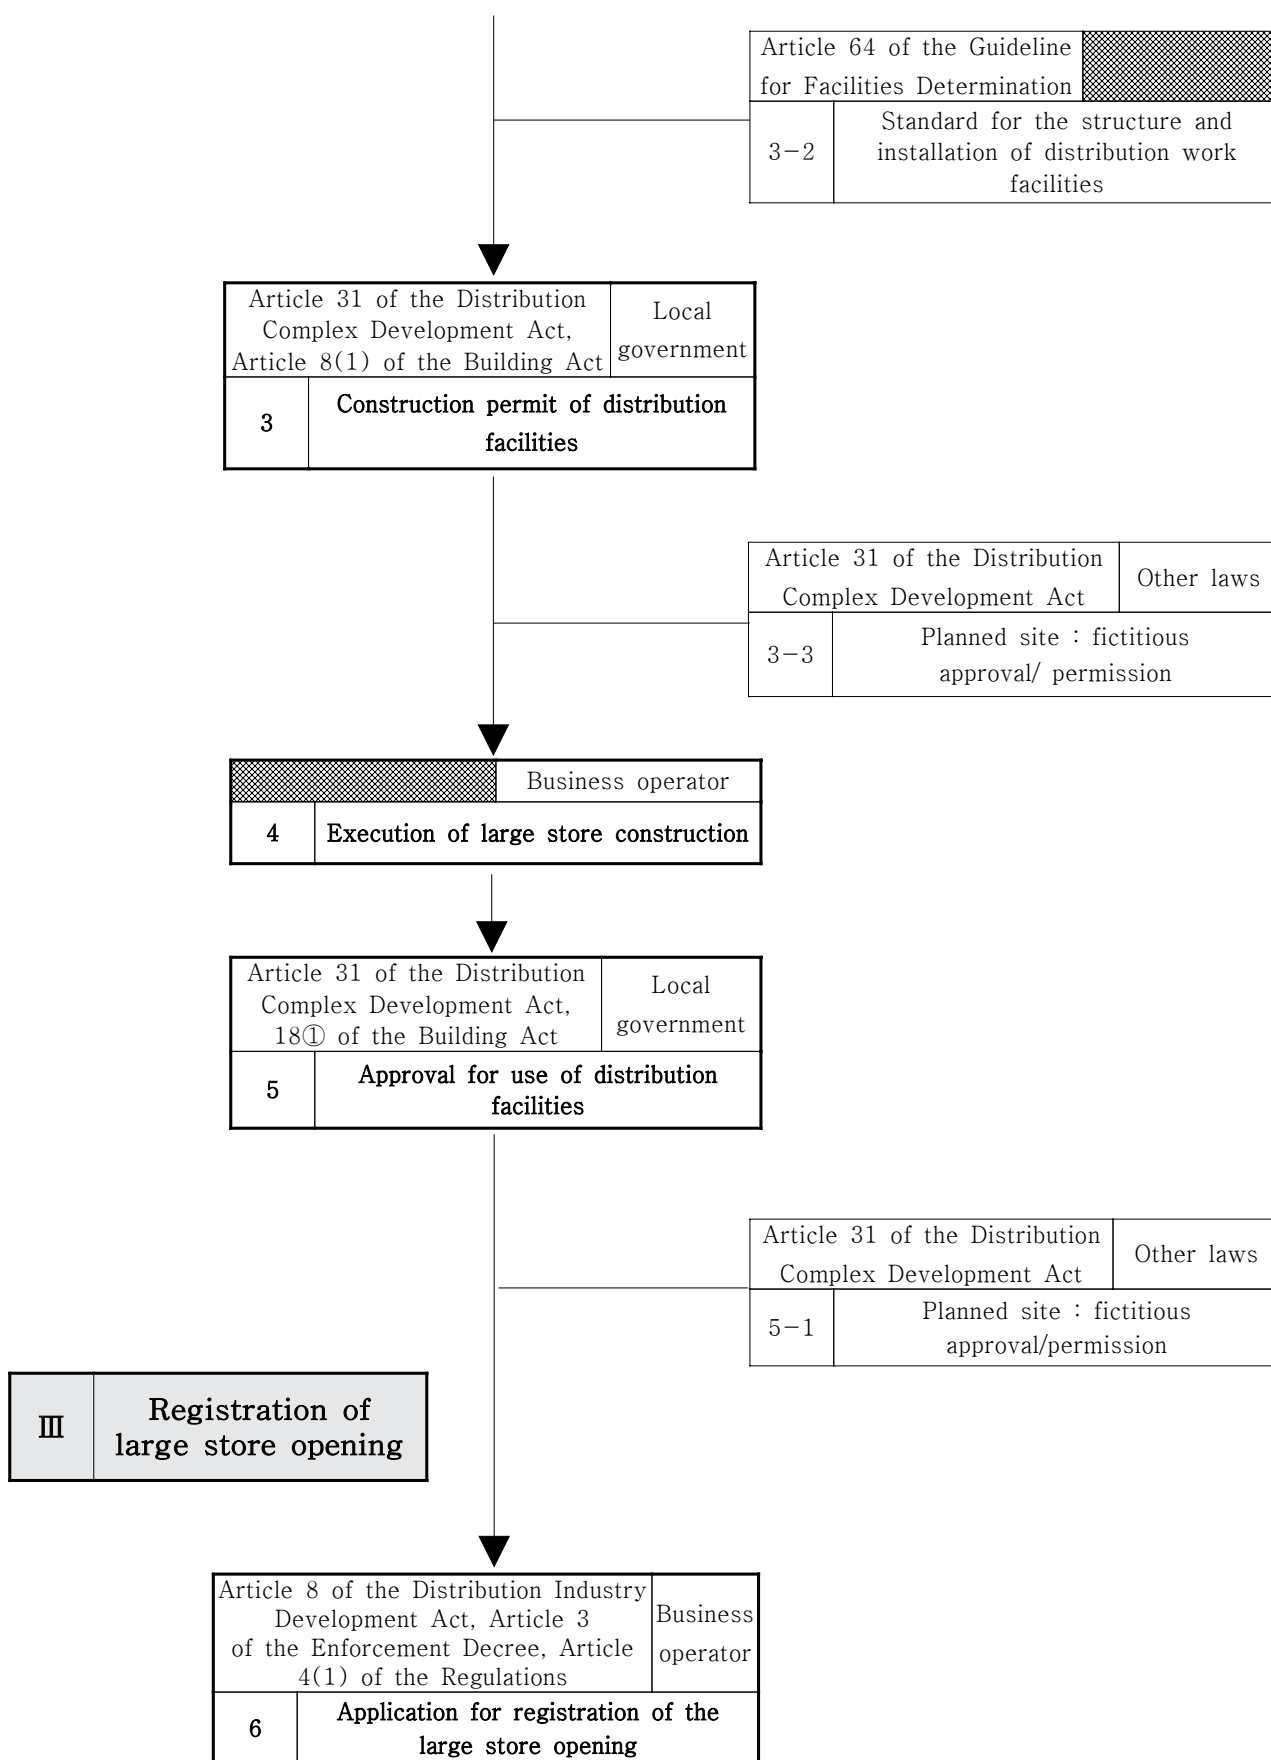 Article 64 of the Guideline
for Facilities Determination
3-2
Standard for the structure and
installation of distribution work
facilities
Article 31 of the Distribution
Complex Development Act,
Article 8(1) of the Building Act
Local
government
3
Construction permit of distribution
facilities
Article 31 of the Distribution
Complex Development Act
Other laws
3-3
Planned site : fictitious
approval/ permission
Business operator
4
Execution of large store construction
Article 31 of the Distribution
Complex Development Act,
18① of the Building Act
Local
government
5
Approval for use of distribution
facilities
Article 31 of the Distribution
Complex Development Act
Other laws
5-1
Planned site : fictitious
approval/permission
Ⅲ
Registration of
large store opening
Article 8 of the Distribution Industry
Development Act, Article 3
of the Enforcement Decree, Article
4(1) of the Regulations
Business
operator
6
Application for registration of the
large store opening